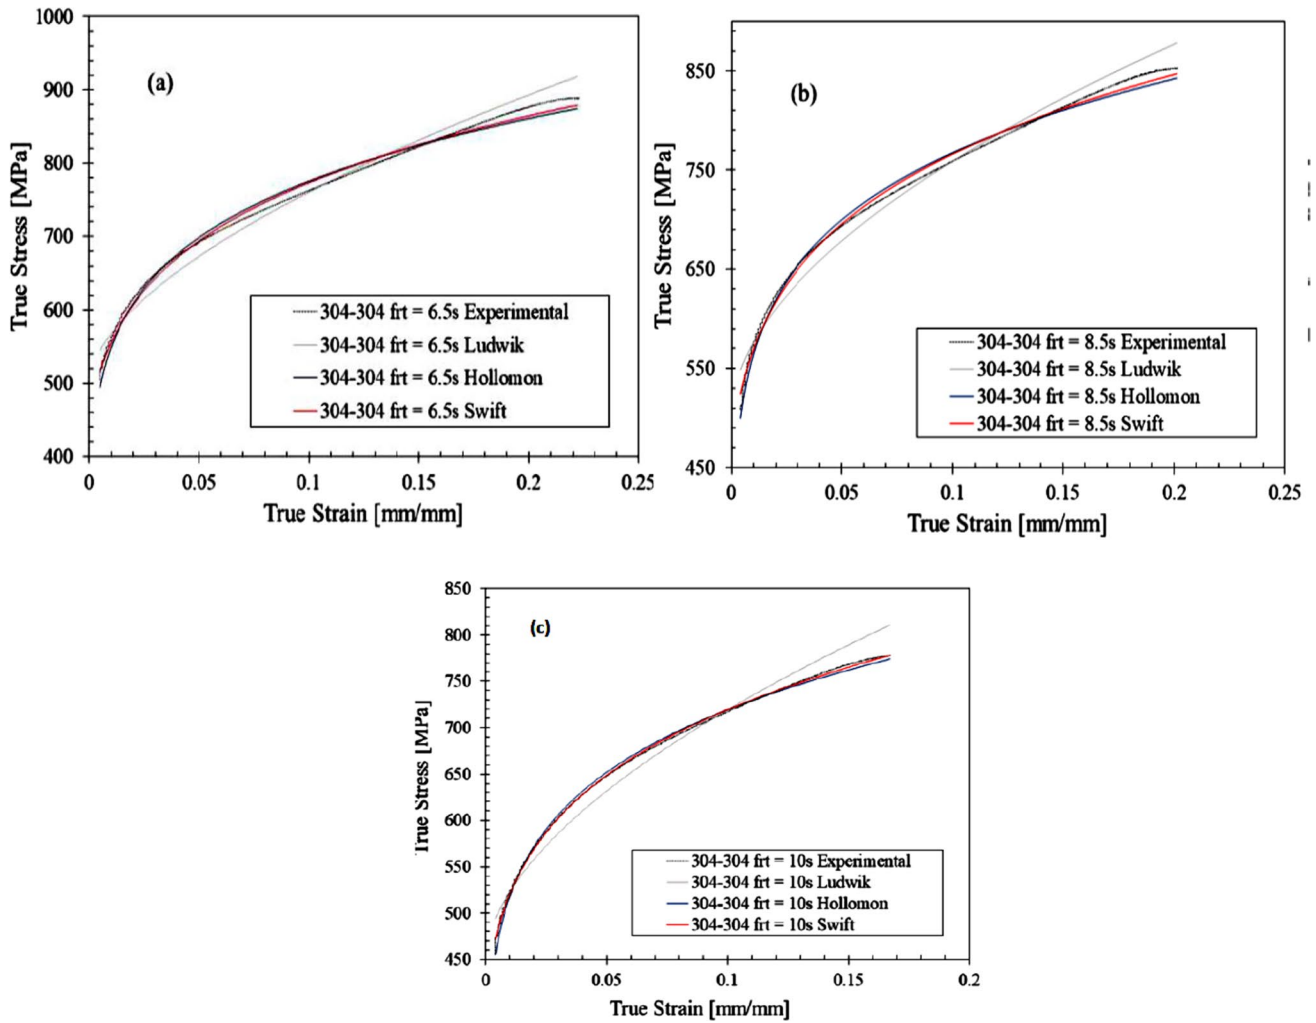 1000
900
800
700
600
500
400
True Stress [MPa]
(a)
304-304 frt = 6.5s Experimental
304-304 frt = 6.5s Ludwik
304-304 frt = 6.5s Hollomon
304-304 frt = 6.5s Swift
0 0.05 0.1 0.15 0.2 0.25
True Strain [mm/mm]
850
750
650
550
450
True Stress [MPa]
(b)
304-304 frt = 8.5s Experimental
304-304 frt = 8.5s Ludwik
304-304 frt = 8.5s Hollomon
304-304 frt = 8.5s Swift
0 0.05 0.1 0.15 0.2 0.25
True Strain [mm/mm]
850
800
750
700
650
600
550
500
450
True Stress [MPa]
(c)
304-304 frt = 10s Experimental
304-304 frt = 10s Ludwik
304-304 frt = 10s Hollomon
304-304 frt = 10s Swift
0 0.05 0.1 0.15 0.2
True Strain [mm/mm]